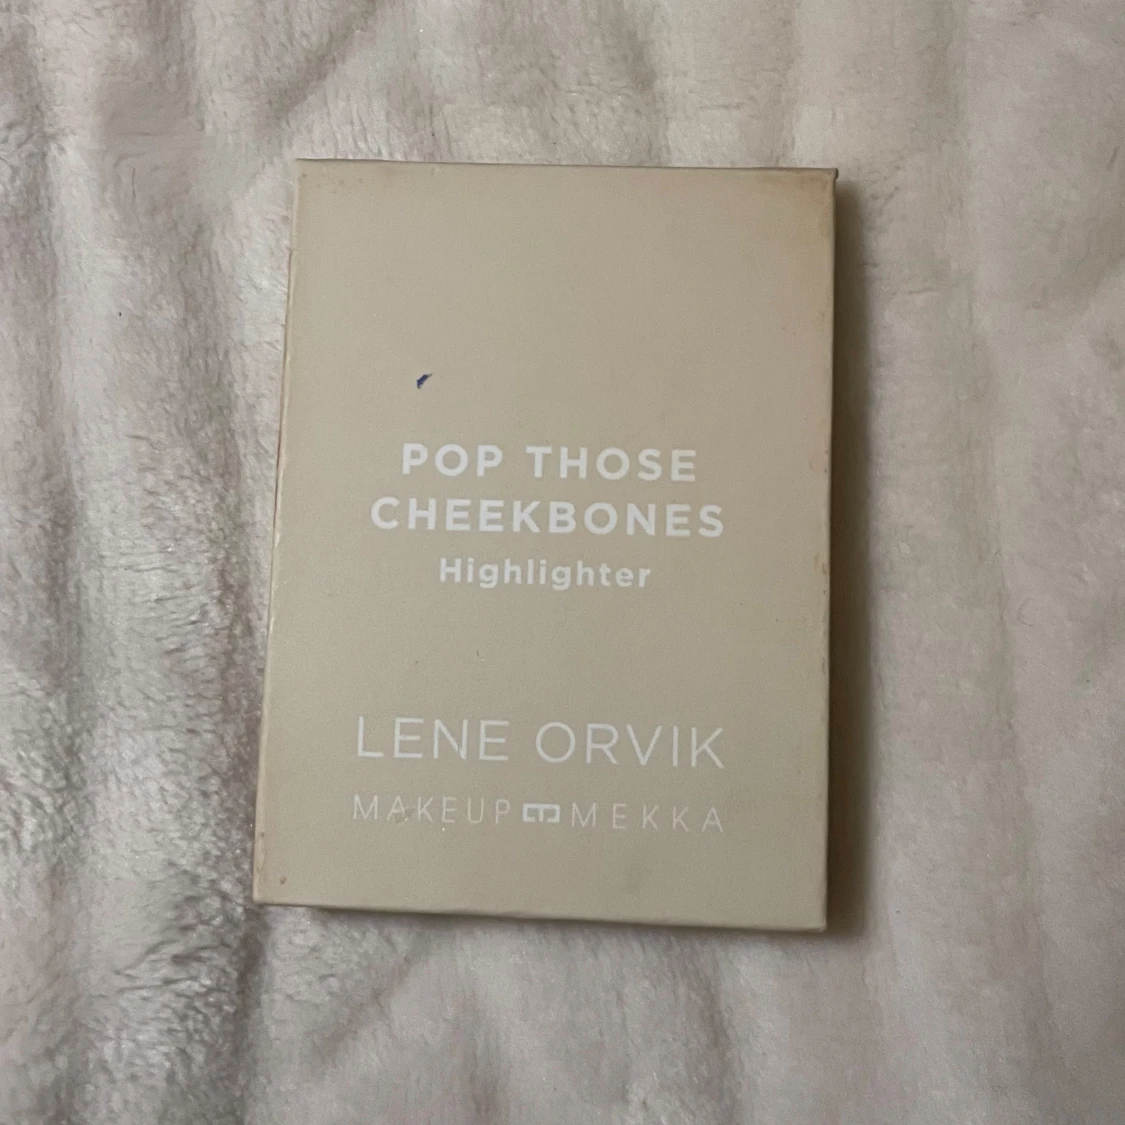 POP THOSE
CHEEKBONES
Highlighter
LENE ORVIK
MAKEUP MEKKA